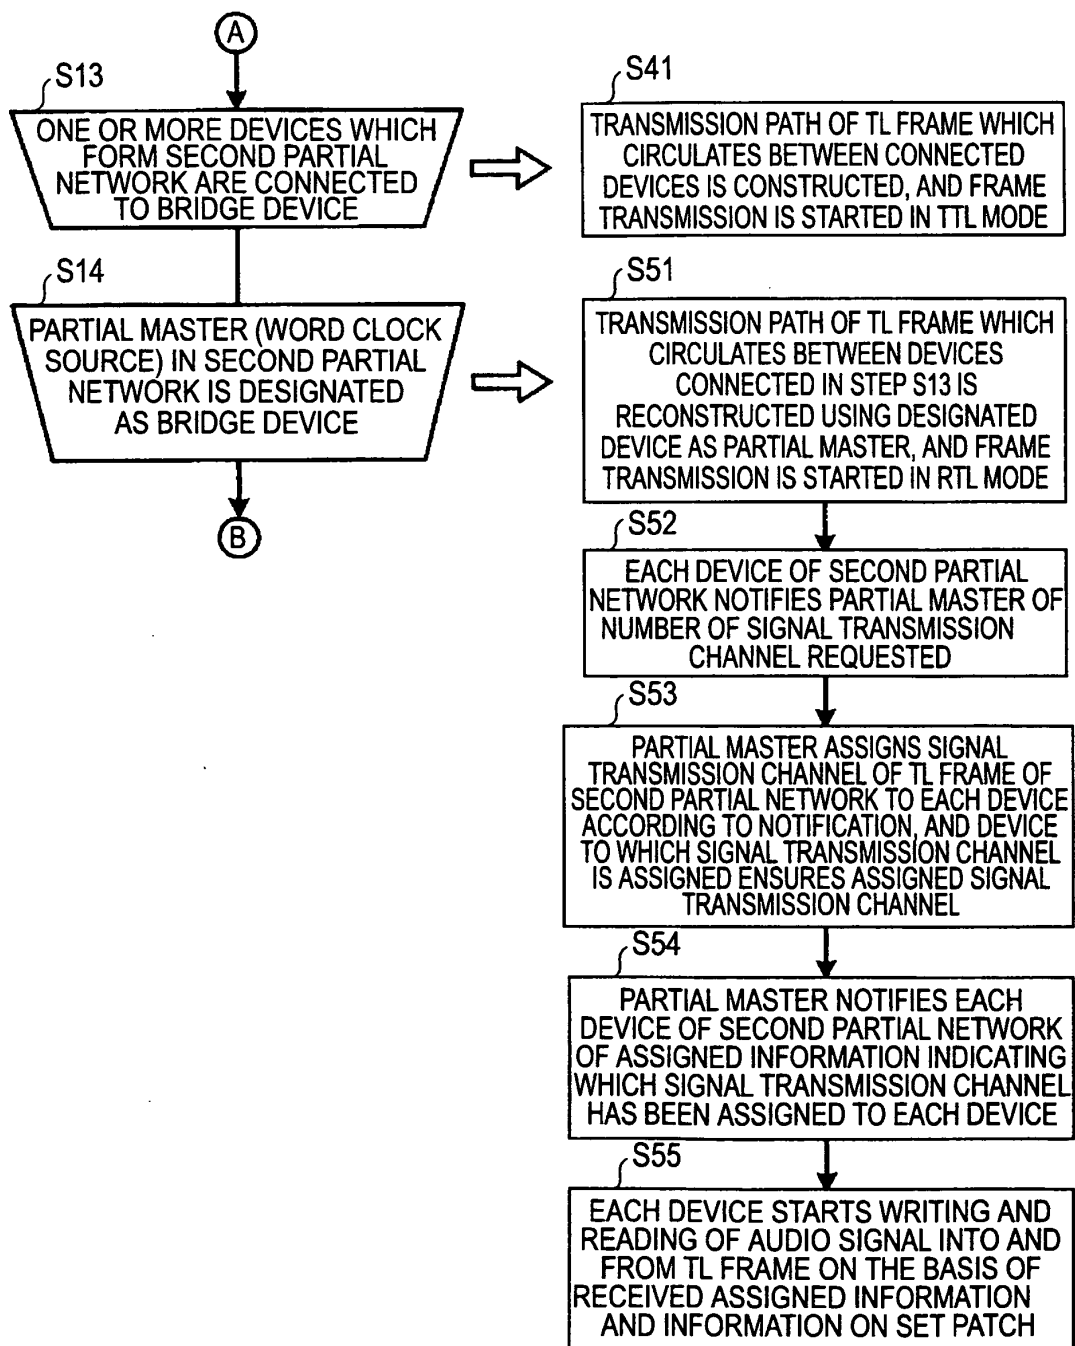 A
S13
ONE OR MORE DEVICES WHICH
FORM SECOND PARTIAL
NETWORK ARE CONNECTED
TO BRIDGE DEVICE
S41
TRANSMISSION PATH OF TL FRAME WHICH
CIRCULATES BETWEEN CONNECTED
DEVICES IS CONSTRUCTED, AND FRAME
TRANSMISSION IS STARTED IN TTL MODE
S14
PARTIAL MASTER (WORD CLOCK
SOURCE) IN SECOND PARTIAL
NETWORK IS DESIGNATED
AS BRIDGE DEVICE
B
S51
TRANSMISSION PATH OF TL FRAME WHICH
CIRCULATES BETWEEN DEVICES
CONNECTED IN STEP S13 IS
RECONSTRUCTED USING DESIGNATED
DEVICE AS PARTIAL MASTER, AND FRAME
TRANSMISSION IS STARTED IN RTL MODE
S52
EACH DEVICE OF SECOND PARTIAL
NETWORK NOTIFIES PARTIAL MASTER OF
NUMBER OF SIGNAL TRANSMISSION
CHANNEL REQUESTED
S53
PARTIAL MASTER ASSIGNS SIGNAL
TRANSMISSION CHANNEL OF TL FRAME OF
SECOND PARTIAL NETWORK TO EACH DEVICE
ACCORDING TO NOTIFICATION, AND DEVICE
TO WHICH SIGNAL TRANSMISSION CHANNEL
IS ASSIGNED ENSURES ASSIGNED SIGNAL
TRANSMISSION CHANNEL
S54
PARTIAL MASTER NOTIFIES EACH
DEVICE OF SECOND PARTIAL NETWORK
OF ASSIGNED INFORMATION INDICATING
WHICH SIGNAL TRANSMISSION CHANNEL
HAS BEEN ASSIGNED TO EACH DEVICE
S55
EACH DEVICE STARTS WRITING AND
READING OF AUDIO SIGNAL INTO AND
FROM TL FRAME ON THE BASIS OF
RECEIVED ASSIGNED INFORMATION
AND INFORMATION ON SET PATCH